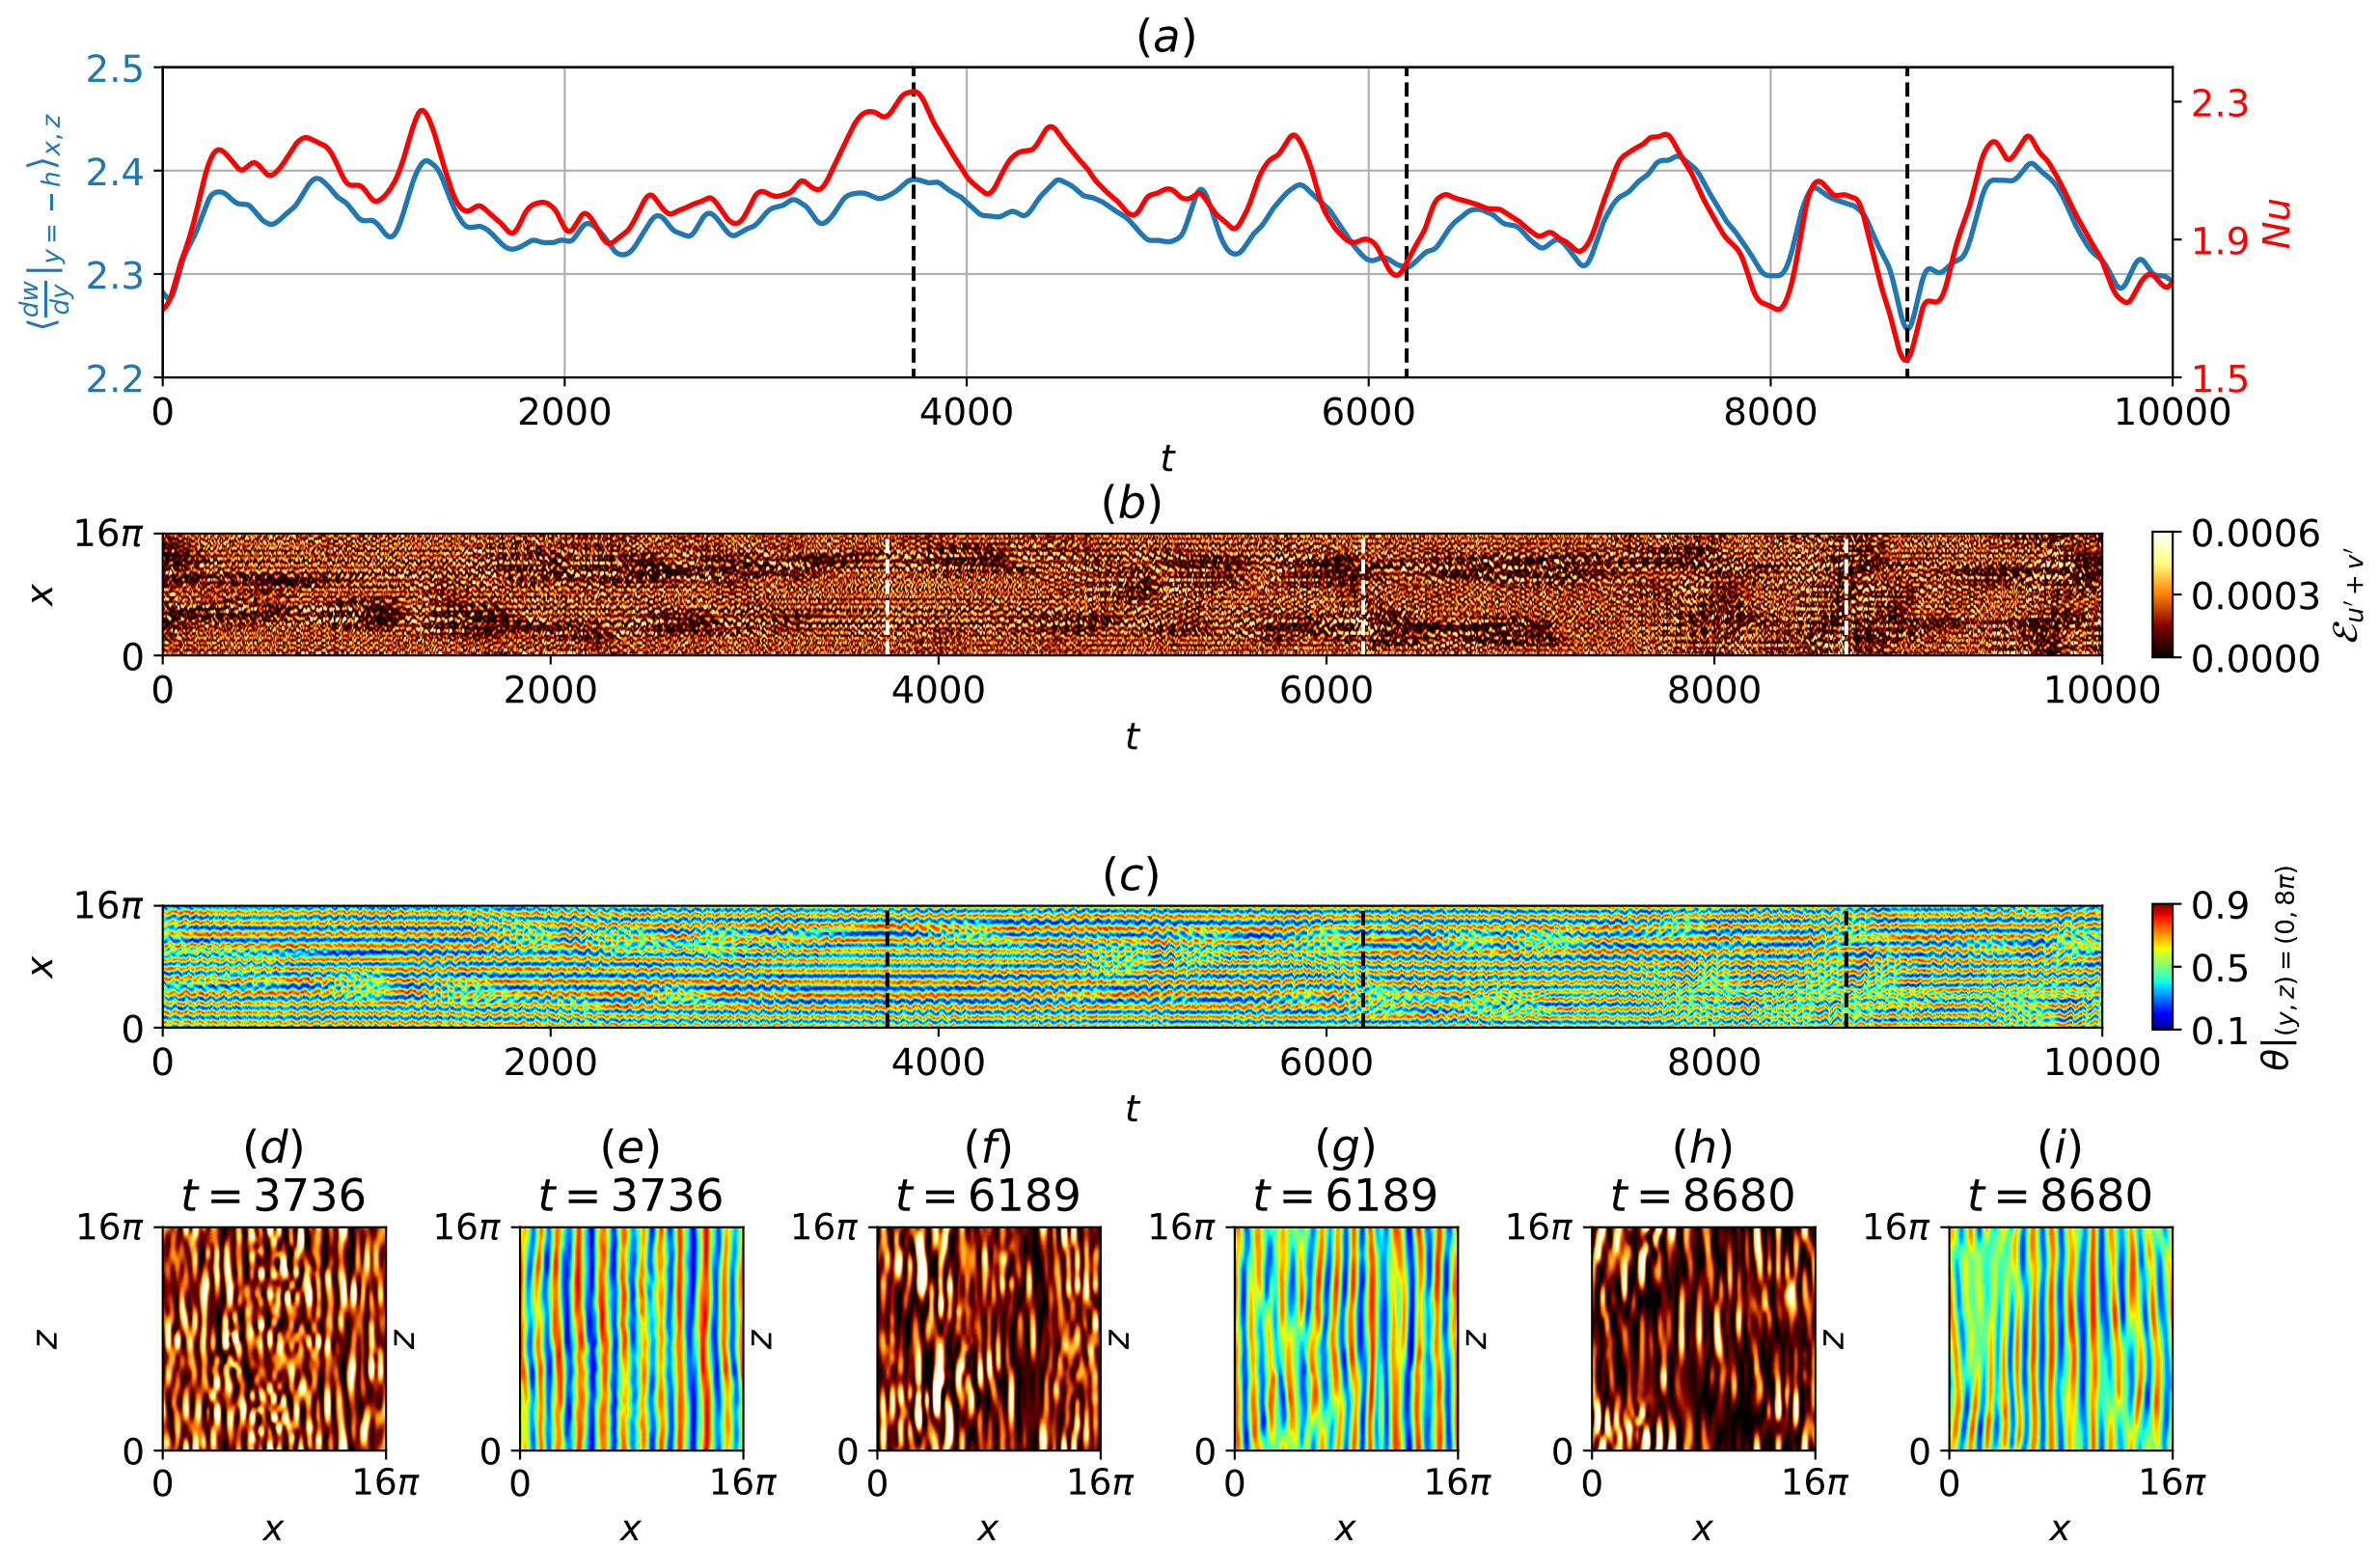 (a)
2.5
2.4
2.3
2.2
⟨dw/dy|y = −h⟩x, z
2.3
1.9
1.5
Nu
0 2000 4000 6000 8000 10000
t
(b)
16π
0
x
0 2000 4000 6000 8000 10000
t
0.0006
0.0003
0.0000
ℰu′ + v′
(c)
16π
0
x
0 2000 4000 6000 8000 10000
t
0.9
0.5
0.1
θ|(y, z) = (0, 8π)
(d) (e) (f) (g) (h) (i)
t = 3736 t = 3736 t = 6189 t = 6189 t = 8680 t = 8680
16π 16π 16π 16π 16π 16π
z z z z z z
0 0 0 0 0 0
0 16π 0 16π 0 16π 0 16π 0 16π 0 16π
x x x x x x